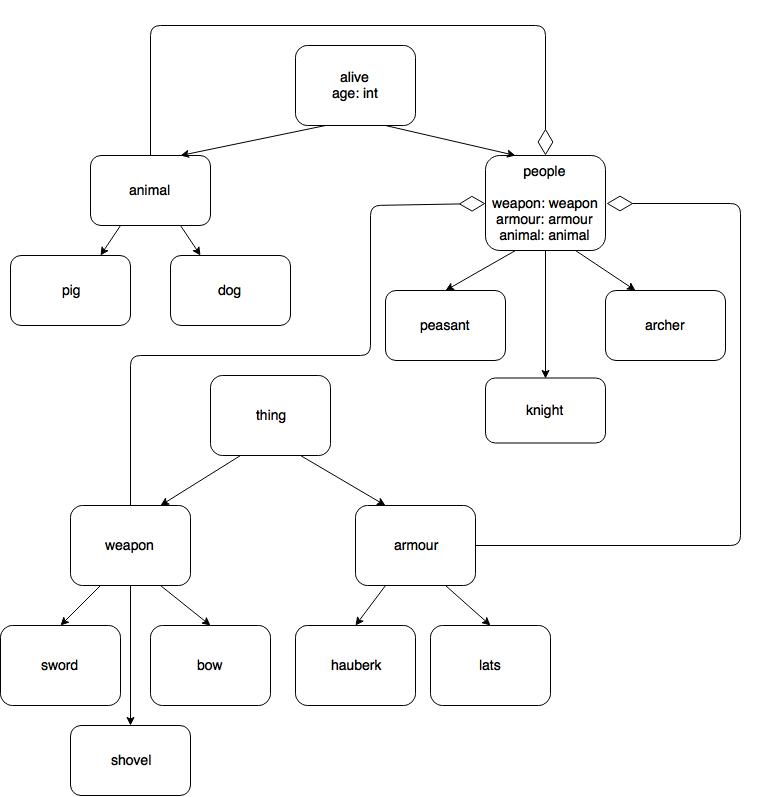 alive
age: int
animal
people
weapon: weapon
armour: armour
animal: animal
pig
dog
peasant
archer
knight
thing
weapon
armour
sword
bow
hauberk
lats
shovel